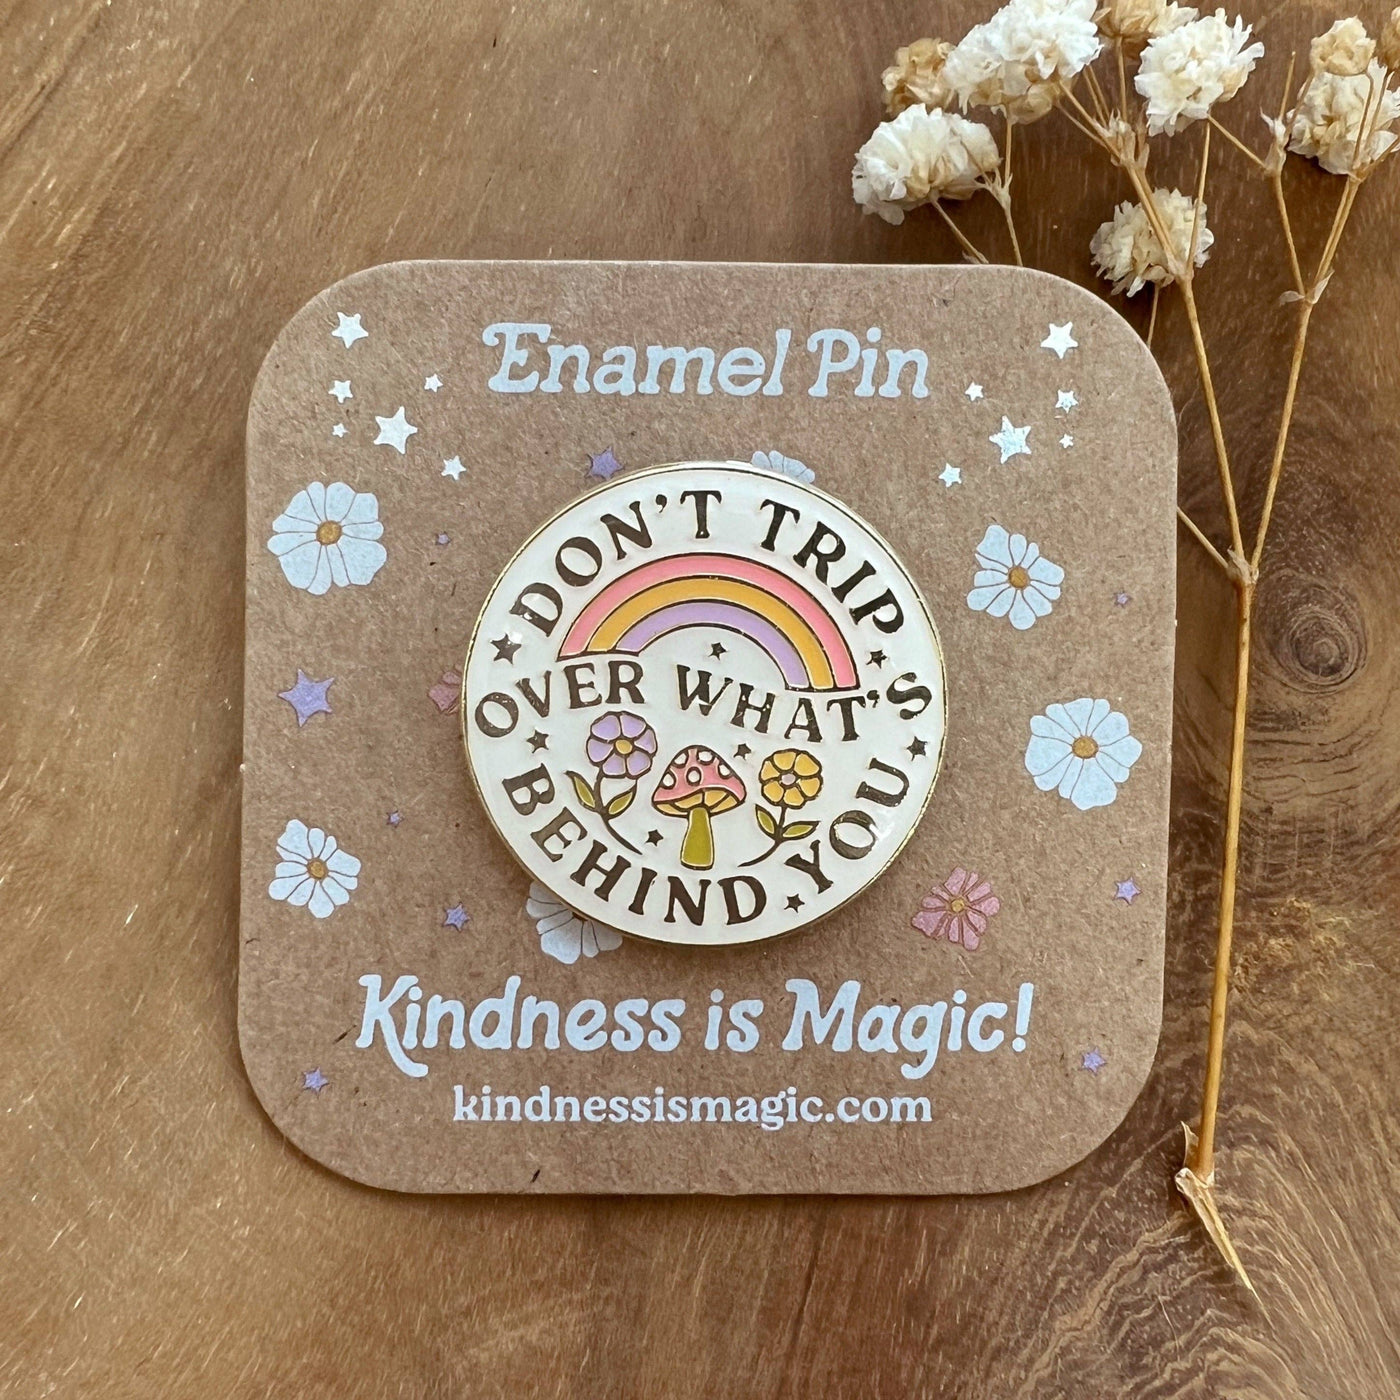 Enamel Pin
DON'T TRIP
OVER WHAT'S
BEHIND YOU
Kindness is Magic!
kindnessismagic.com